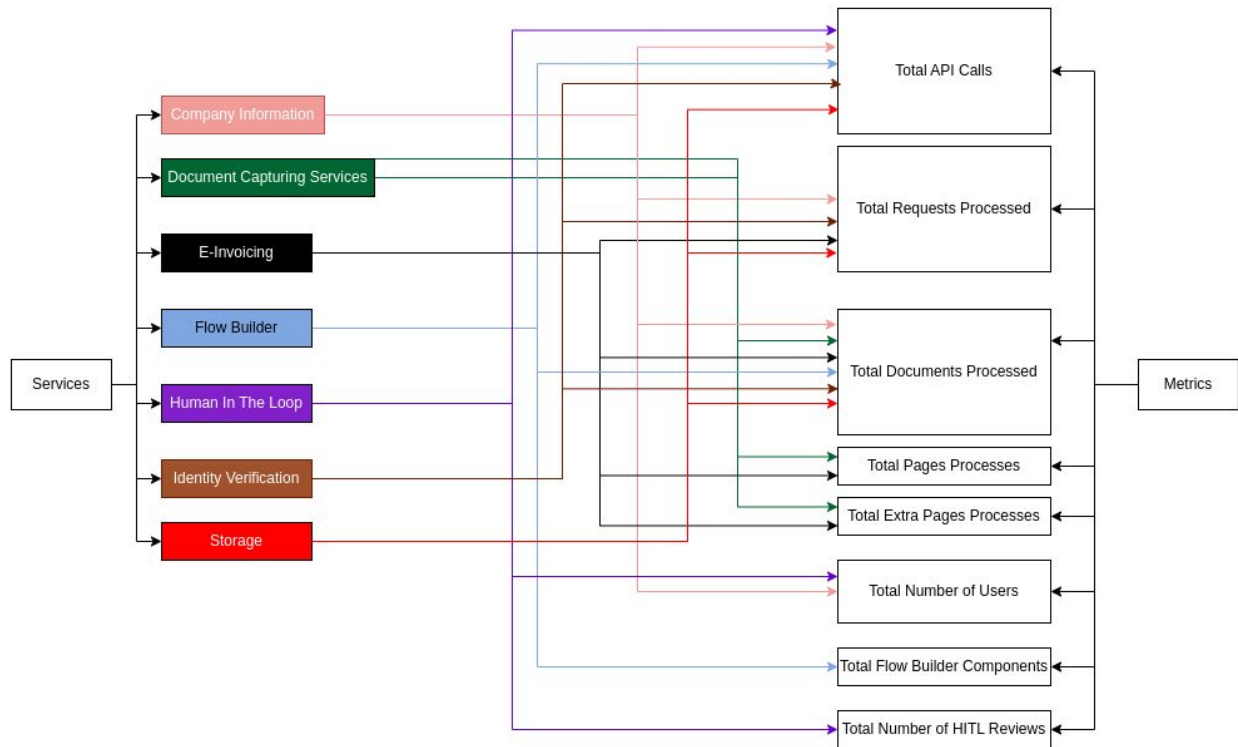 Total API Calls
Company Information
Document Capturing Services
Total Requests Processed
E-Invoicing
Flow Builder
Total Documents Processed
Services
Metrics
Human In The Loop
Total Pages Processes
Identity Verification
Total Extra Pages Processes
Storage
Total Number of Users
Total Flow Builder Components
Total Number of HITL Reviews